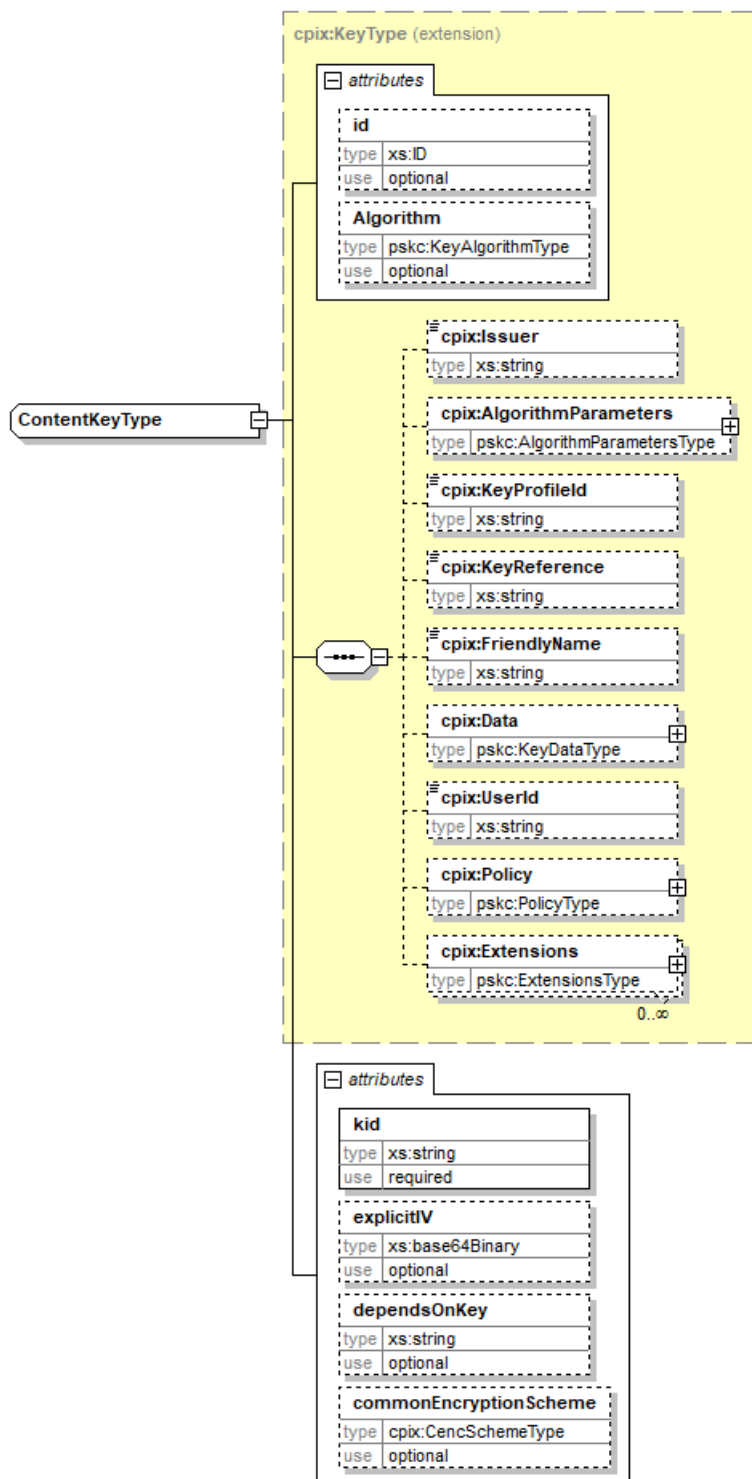 cpix:KeyType (extension)
attributes
id
type xs:ID
use optional
Algorithm
type pskc:KeyAlgorithmType
use optional
cpix:Issuer
type xs:string
ContentKeyType
cpix:AlgorithmParameters
type pskc:AlgorithmParametersType
cpix:KeyProfileId
type xs:string
cpix:KeyReference
type xs:string
cpix:FriendlyName
type xs:string
cpix:Data
type pskc:KeyDataType
cpix:UserId
type xs:string
cpix:Policy
type pskc:PolicyType
cpix:Extensions
type pskc:ExtensionsType
0..∞
attributes
kid
type xs:string
use required
explicitIV
type xs:base64Binary
use optional
dependsOnKey
type xs:string
use optional
commonEncryptionScheme
type cpix:CencSchemeType
use optional